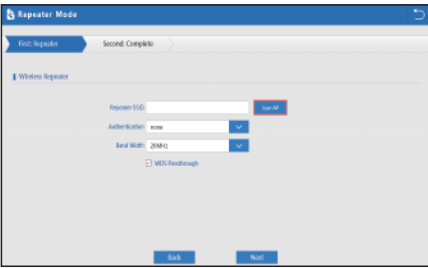 Repeater Mode
First: Repeater
Second: Complete
Wireless Repeater
Repeater SSID
Scan AP
Authentication none
Band Width 20MHz
WDS Passthrough
Back Next